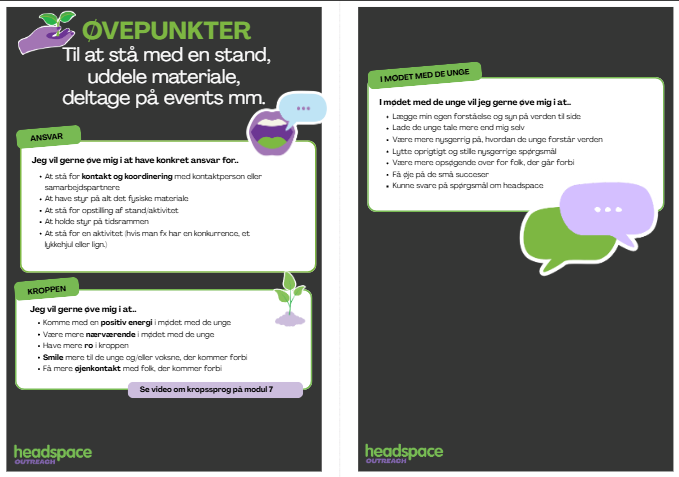 ØVEPUNKTER
Til at stå med en stand,
uddele materiale,
deltage på events mm.
ANSVAR
Jeg vil gerne øve mig i at have konkret ansvar for..
• At stå for kontakt og koordinering med kontaktperson eller
samarbejdspartnere
• At have styr på alt det fysiske materiale
• At stå for opstilling af stand/aktivitet
• At holde styr på tidsrammen
• At stå for en aktivitet (hvis man fx har en konkurrence, et
lykkehjul eller lign.)
KROPPEN
Jeg vil gerne øve mig i at..
• Komme med en positiv energi i mødet med de unge
• Være mere nærværende i mødet med de unge
• Have mere ro i kroppen
• Smile mere til de unge og/eller voksne, der kommer forbi
• Få mere øjenkontakt med folk, der kommer forbi
Se video om kropssprog på modul 7
headspace
OUTREACH
I MØDET MED DE UNGE
I mødet med de unge vil jeg gerne øve mig i at..
• Lægge min egen forståelse og syn på verden til side
• Lade de unge tale mere end mig selv
• Være mere nysgerrig på, hvordan de unge forstår verden
• Lytte oprigtigt og stille nysgerrige spørgsmål
• Være mere opsøgende over for folk, der går forbi
• Få øje på de små succeser
• Kunne svare på spørgsmål om headspace
headspace
OUTREACH